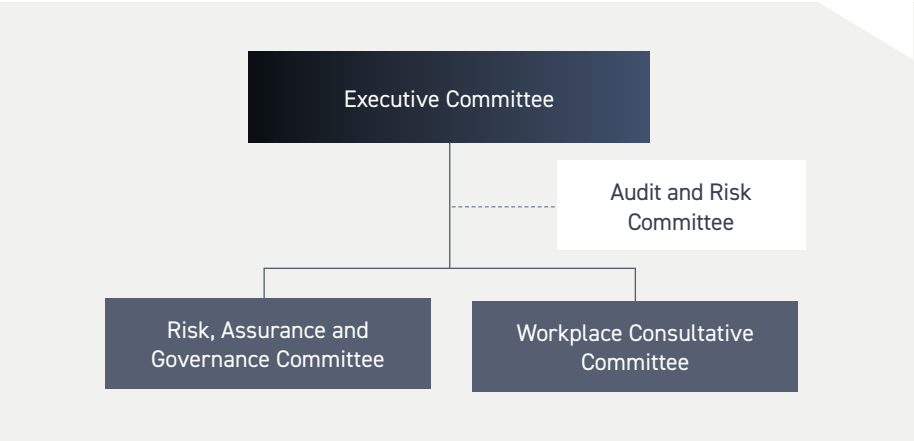 Executive Committee
Audit and Risk
Committee
Risk, Assurance and
Governance Committee
Workplace Consultative
Committee